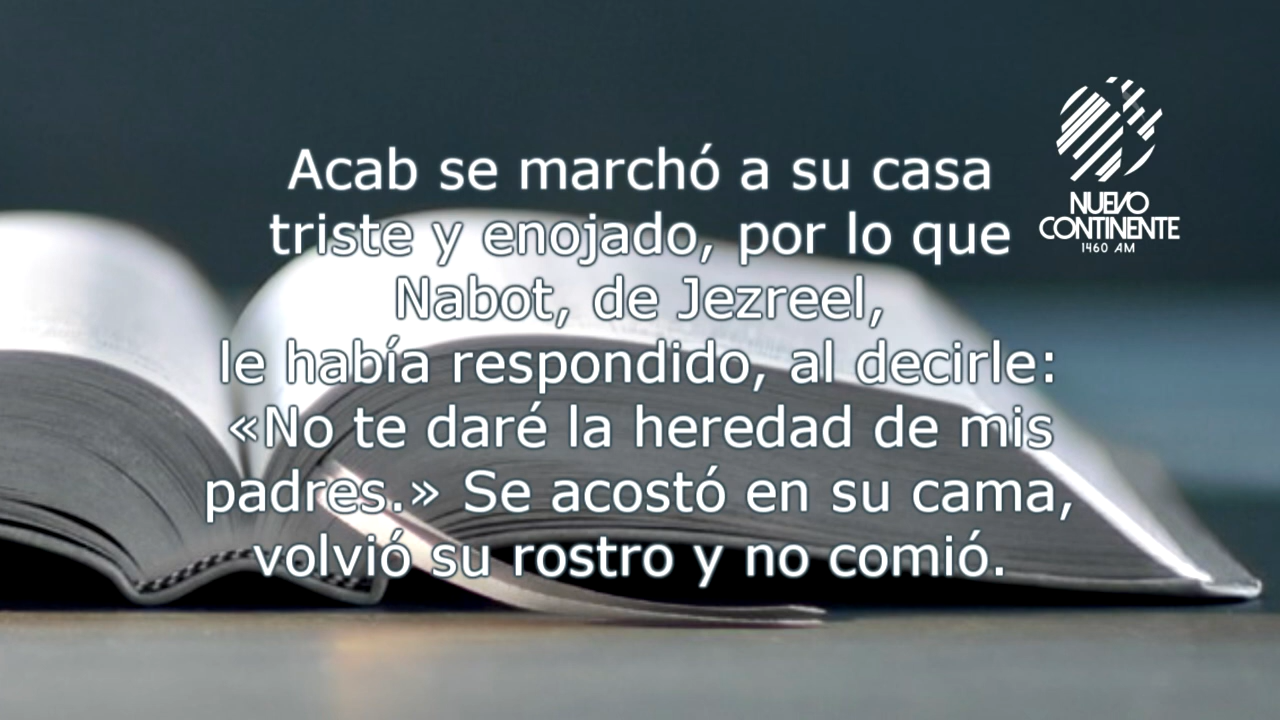 Acab se marchó a su casa
triste y enojado, por lo que
Nabot, de Jezreel,
le había respondido, al decirle:
«No te daré la heredad de mis
padres.» Se acostó en su cama,
volvió su rostro y no comió.
NUEVO
CONTINENTE
1460 AM